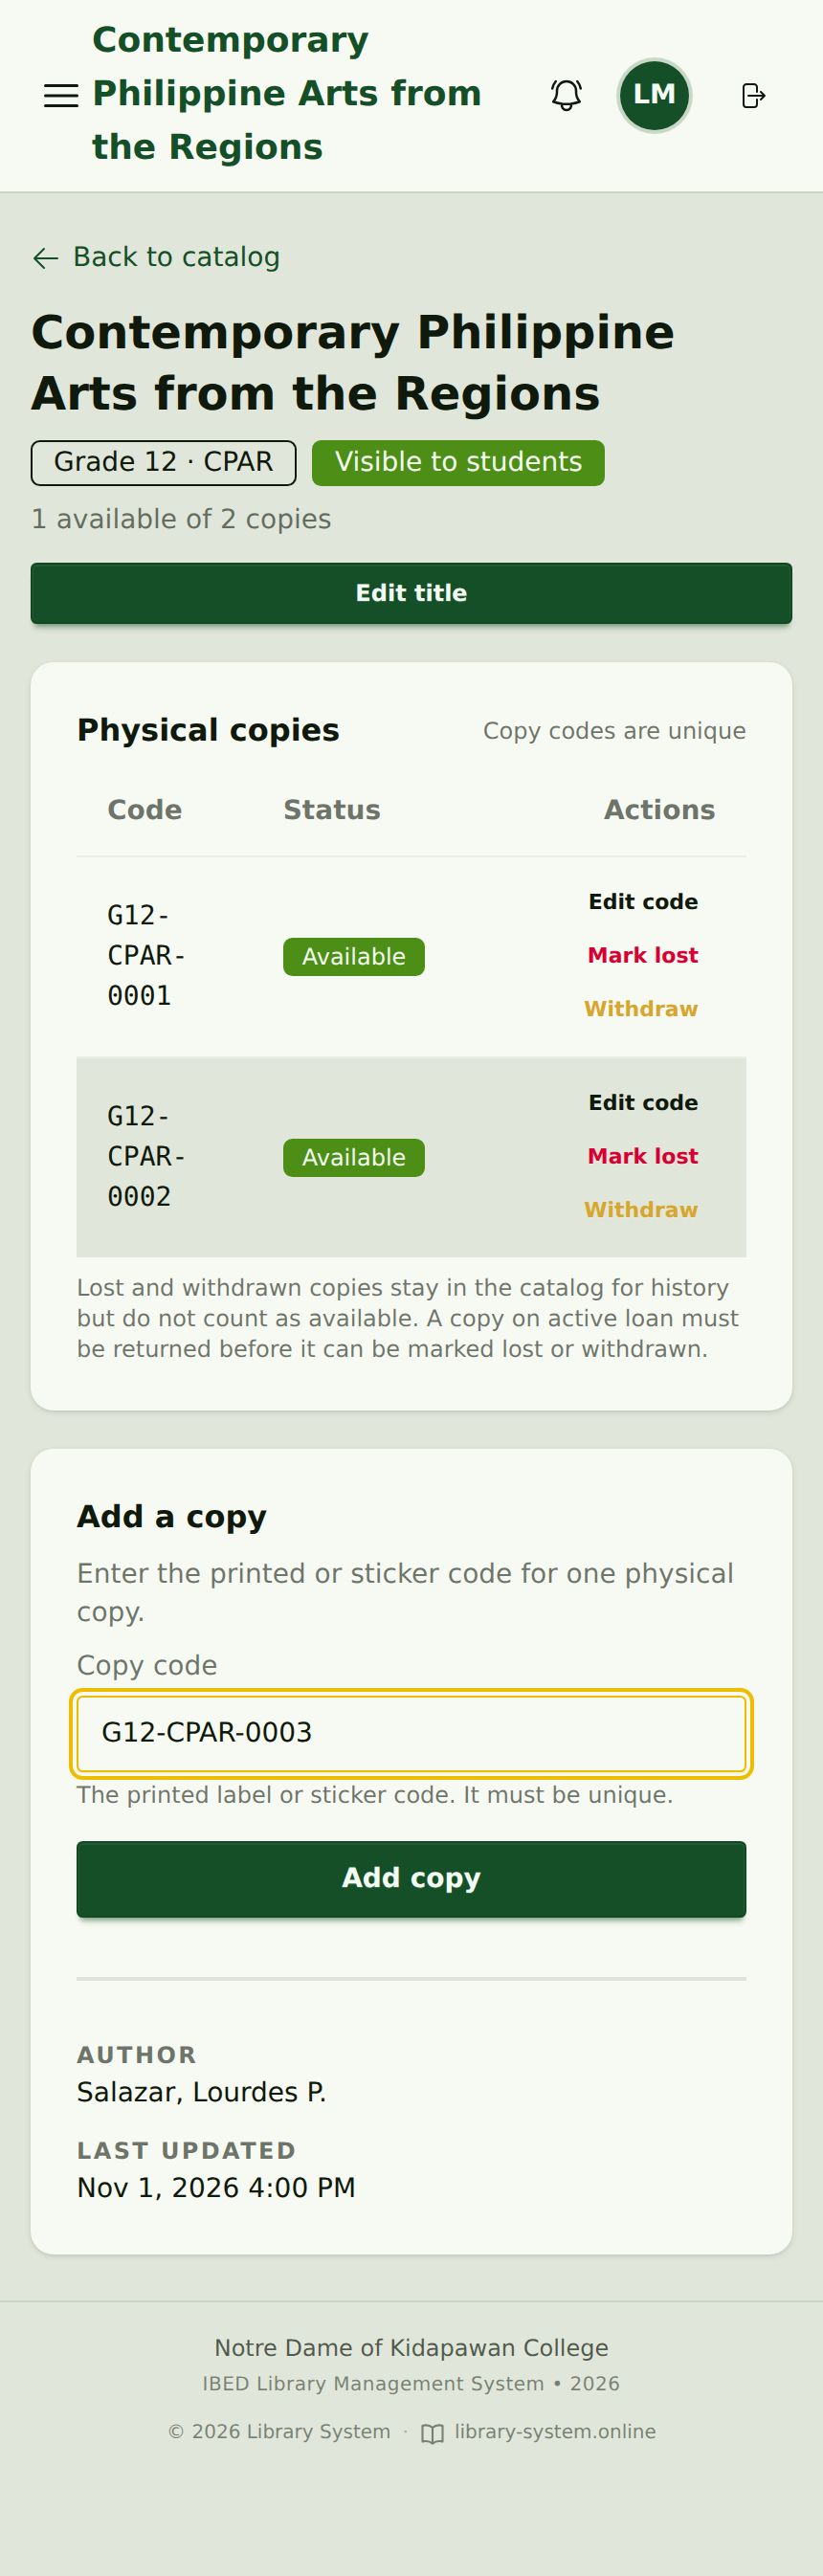 Contemporary
Philippine Arts from
the Regions
LM
Back to catalog
Contemporary Philippine
Arts from the Regions
Grade 12 · CPAR
Visible to students
1 available of 2 copies
Edit title
Physical copies
Copy codes are unique
Code Status Actions
G12-
CPAR-
0001
Available
Edit code
Mark lost
Withdraw
G12-
CPAR-
0002
Available
Edit code
Mark lost
Withdraw
Lost and withdrawn copies stay in the catalog for history
but do not count as available. A copy on active loan must
be returned before it can be marked lost or withdrawn.
Add a copy
Enter the printed or sticker code for one physical
copy.
Copy code
G12-CPAR-0003
The printed label or sticker code. It must be unique.
Add copy
AUTHOR
Salazar, Lourdes P.
LAST UPDATED
Nov 1, 2026 4:00 PM
Notre Dame of Kidapawan College
IBED Library Management System • 2026
© 2026 Library System · library-system.online